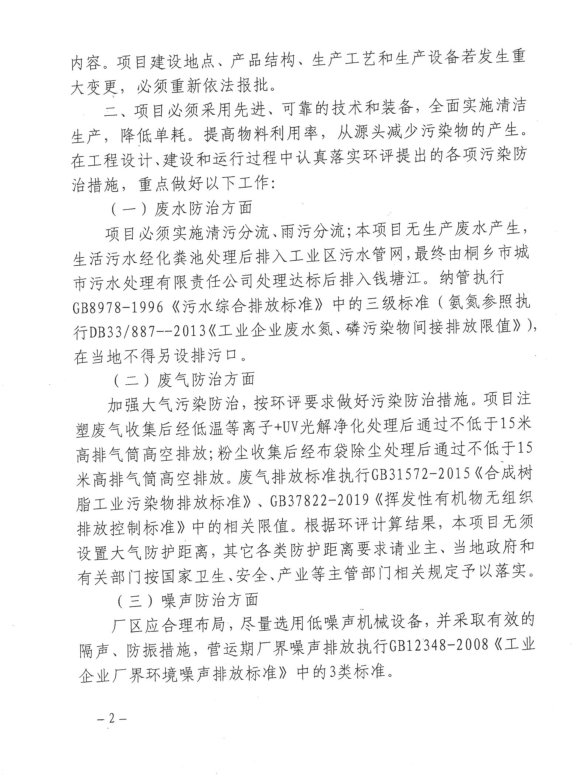 内容。项目建设地点、产品结构、生产工艺和生产设备若发生重
大变更，必须重新依法报批。
二、项目必须采用先进、可靠的技术和装备，全面实施清洁
生产，降低单耗。提高物料利用率，从源头减少污染物的产生。
在工程设计、建设和运行过程中认真落实环评提出的各项污染防
治措施，重点做好以下工作：
（一）废水防治方面
项目必须实施清污分流、雨污分流；本项目无生产废水产生，
生活污水经化粪池处理后排入工业区污水管网，最终由桐乡市城
市污水处理有限责任公司处理达标后排入钱塘江。纳管执行
GB8978-1996《污水综合排放标准》中的三级标准（氨氮参照执
行DB33/887--2013《工业企业废水氮、磷污染物间接排放限值》），
在当地不得另设排污口。
（二）废气防治方面
加强大气污染防治，按环评要求做好污染防治措施。项目注
塑废气收集后经低温等离子+UV光解净化处理后通过不低于15米
高排气筒高空排放；粉尘收集后经布袋除尘处理后通过不低于15
米高排气筒高空排放。废气排放标准执行GB31572-2015《合成树
脂工业污染物排放标准》、GB37822-2019《挥发性有机物无组织
排放控制标准》中的相关限值。根据环评计算结果，本项目无须
设置大气防护距离，其它各类防护距离要求请业主、当地政府和
有关部门按国家卫生、安全、产业等主管部门相关规定予以落实。
（三）噪声防治方面
厂区应合理布局，尽量选用低噪声机械设备，并采取有效的
隔声、防振措施，营运期厂界噪声排放执行GB12348-2008《工业
企业厂界环境噪声排放标准》中的3类标准。
-2-